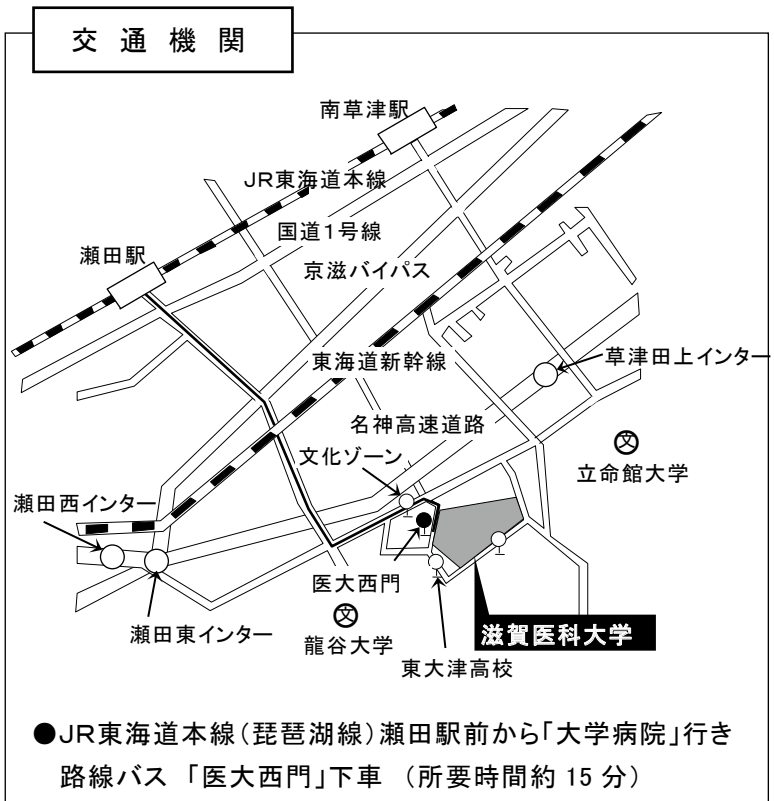 交 通 機 関
南草津駅
JR東海道本線
国道1号線
瀬田駅
京滋バイパス
東海道新幹線
草津田上インター
名神高速道路
文化ゾーン
文
立命館大学
瀬田西インター
医大西門
文
瀬田東インター
龍谷大学
滋賀医科大学
東大津高校
●JR東海道本線(琵琶湖線)瀬田駅前から「大学病院」行き
路線バス 「医大西門」下車 (所要時間約 15 分)